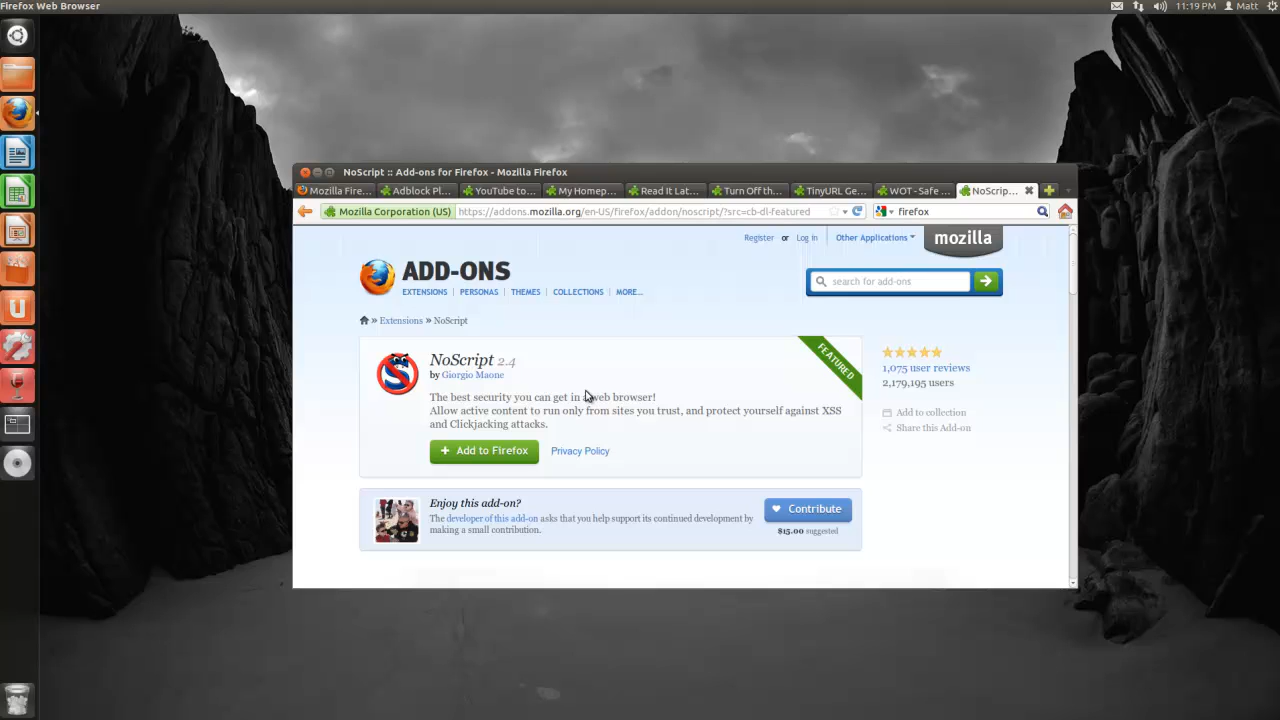 Firefox Web Browser
11:19 PM Matt
NoScript :: Add-ons for Firefox - Mozilla Firefox
Mozilla Fire... Adblock Pl... YouTube to... My Homep... Read It Lat... Turn Off th... TinyURL Ge... WOT - Safe ... NoScrip...
Mozilla Corporation (US) https://addons.mozilla.org/en-US/firefox/addon/noscript/?src=cb-dl-featured firefox
Register or Log in Other Applications mozilla
ADD-ONS
EXTENSIONS PERSONAS THEMES COLLECTIONS MORE...
search for add-ons
» Extensions » NoScript
NoScript 2.4
by Giorgio Maone
FEATURED
The best security you can get in a web browser!
Allow active content to run only from sites you trust, and protect yourself against XSS
and Clickjacking attacks.
+ Add to Firefox Privacy Policy
1,075 user reviews
2,179,195 users
Add to collection
Share this Add-on
Enjoy this add-on?
The developer of this add-on asks that you help support its continued development by
making a small contribution.
Contribute
$15.00 suggested